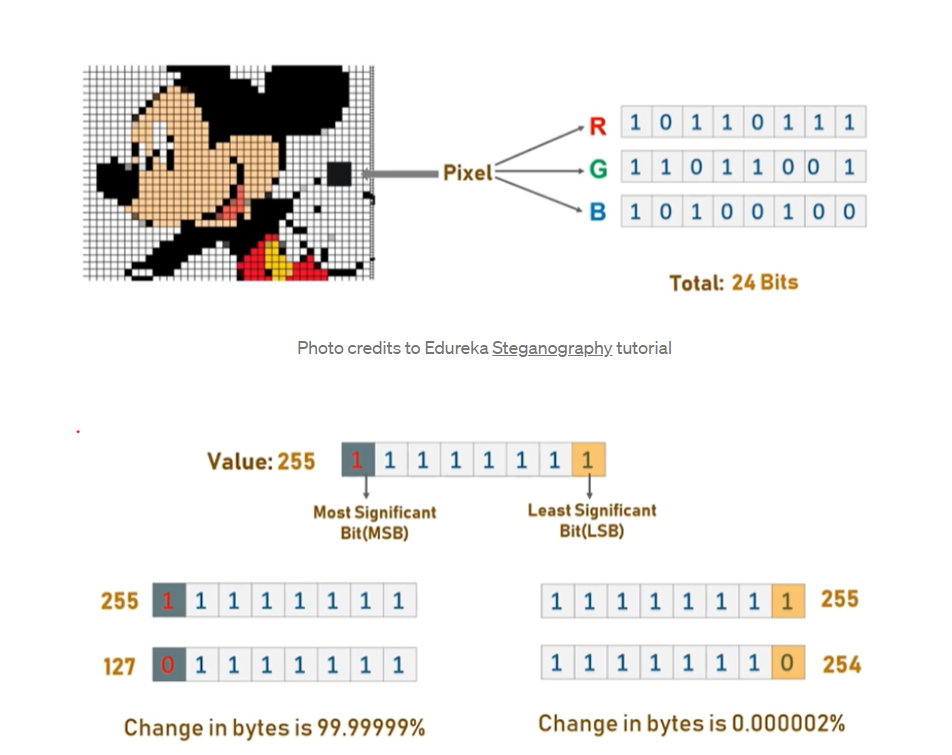 R 1 0 1 1 0 1 1 1
Pixel G 1 1 0 1 1 0 0 1
B 1 0 1 0 0 1 0 0
Total: 24 Bits
Photo credits to Edureka Steganography tutorial
Value: 255 1 1 1 1 1 1 1 1
Most Significant
Bit(MSB)
Least Significant
Bit(LSB)
255 1 1 1 1 1 1 1 1
1 1 1 1 1 1 1 1 255
127 0 1 1 1 1 1 1 1
1 1 1 1 1 1 1 0 254
Change in bytes is 99.99999%
Change in bytes is 0.000002%